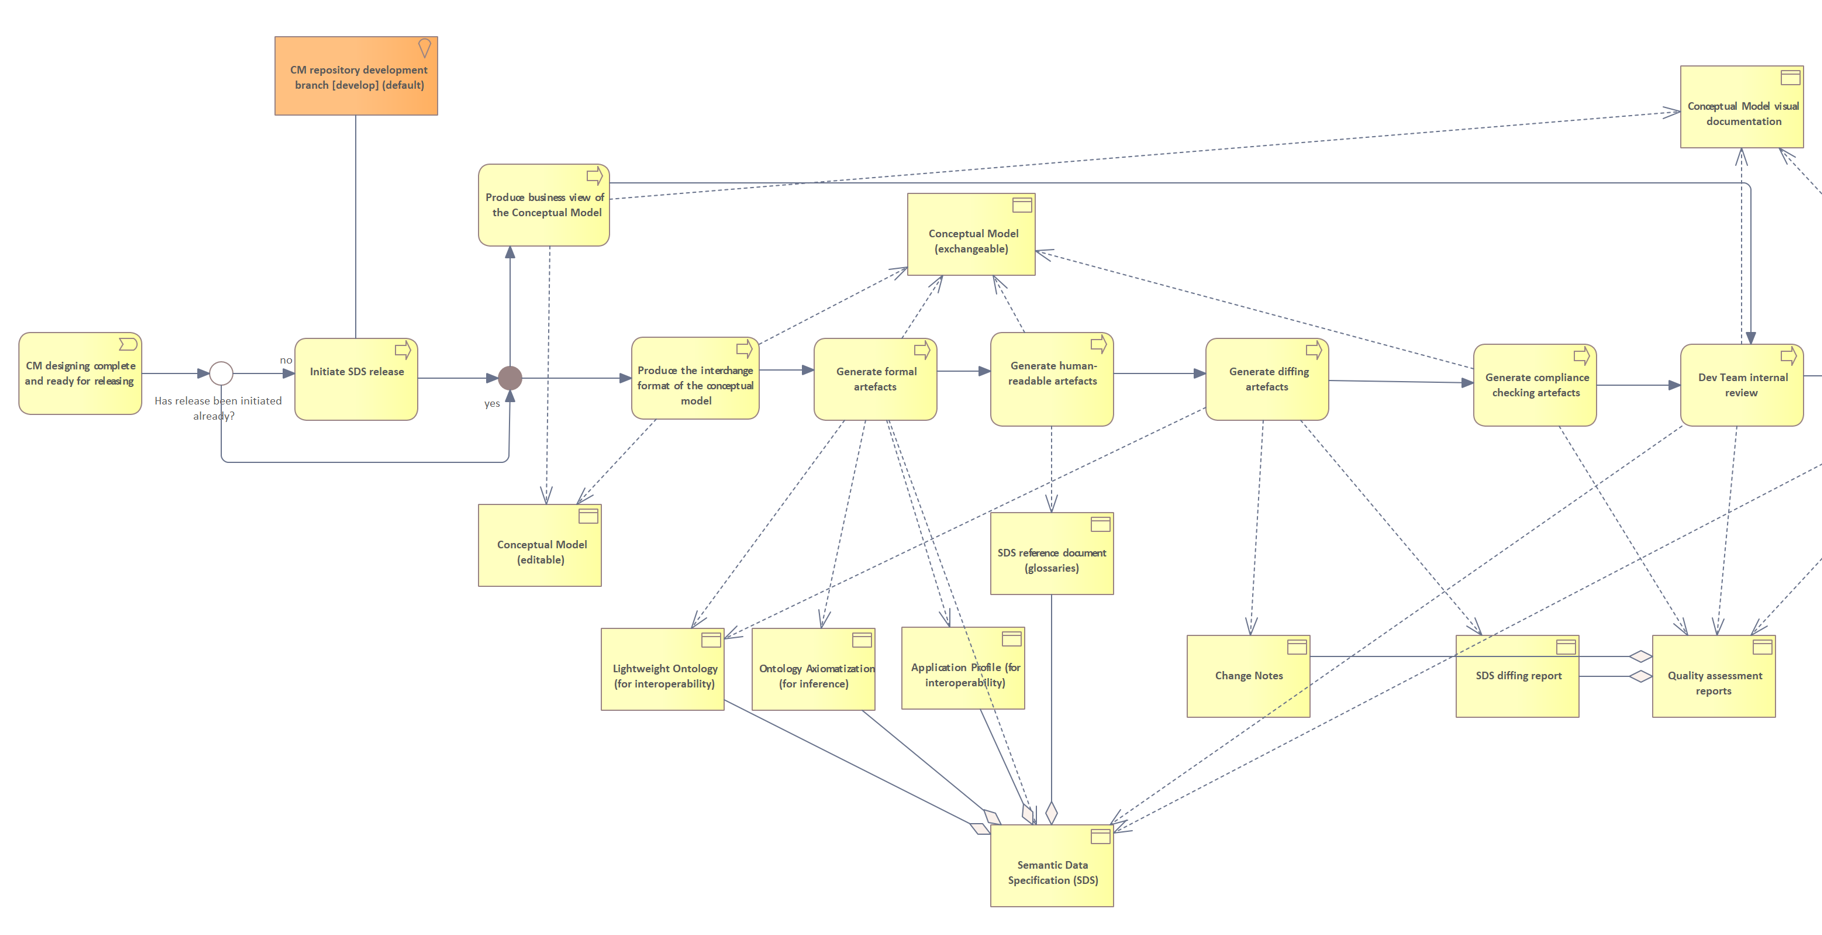 CM repository development
branch [develop] (default)
Conceptual Model visual
documentation
Produce business view of
the Conceptual Model
Conceptual Model
(exchangeable)
CM designing complete
and ready for releasing
no
Has release been initiated
already?
Initiate SDS release
yes
Produce the interchange
format of the conceptual
model
Generate formal
artefacts
Generate human-
readable artefacts
Generate diffing
artefacts
Generate compliance
checking artefacts
Dev Team internal
review
Conceptual Model
(editable)
SDS reference document
(glossaries)
Lightweight Ontology
(for interoperability)
Ontology Axiomatization
(for inference)
Application Profile (for
interoperability)
Change Notes
SDS diffing report
Quality assessment
reports
Semantic Data
Specification (SDS)